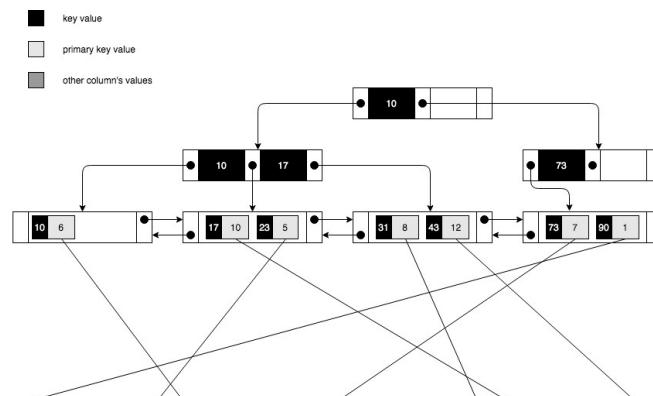 key value
primary key value
other column's values
10
10 17 73
10 6 17 10 23 5 31 8 43 12 73 7 90 1